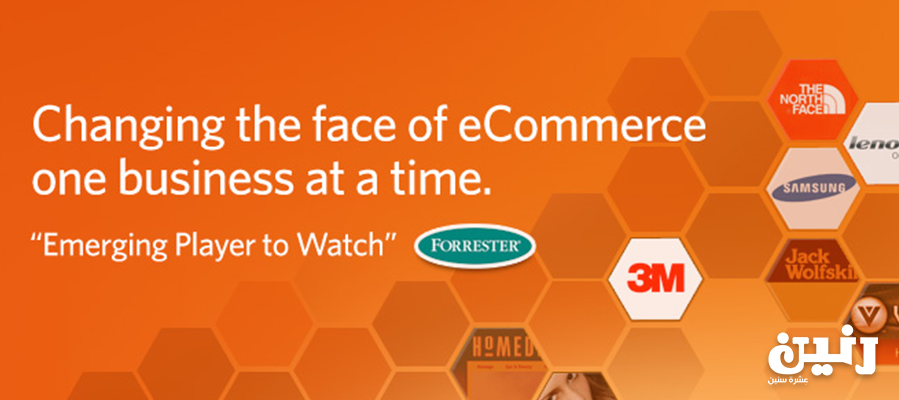 Changing the face of eCommerce
one business at a time.
“Emerging Player to Watch”
FORRESTER®
THE
NORTH
FACE
SAMSUNG
3M
Jack
رنين
عشرة سنين